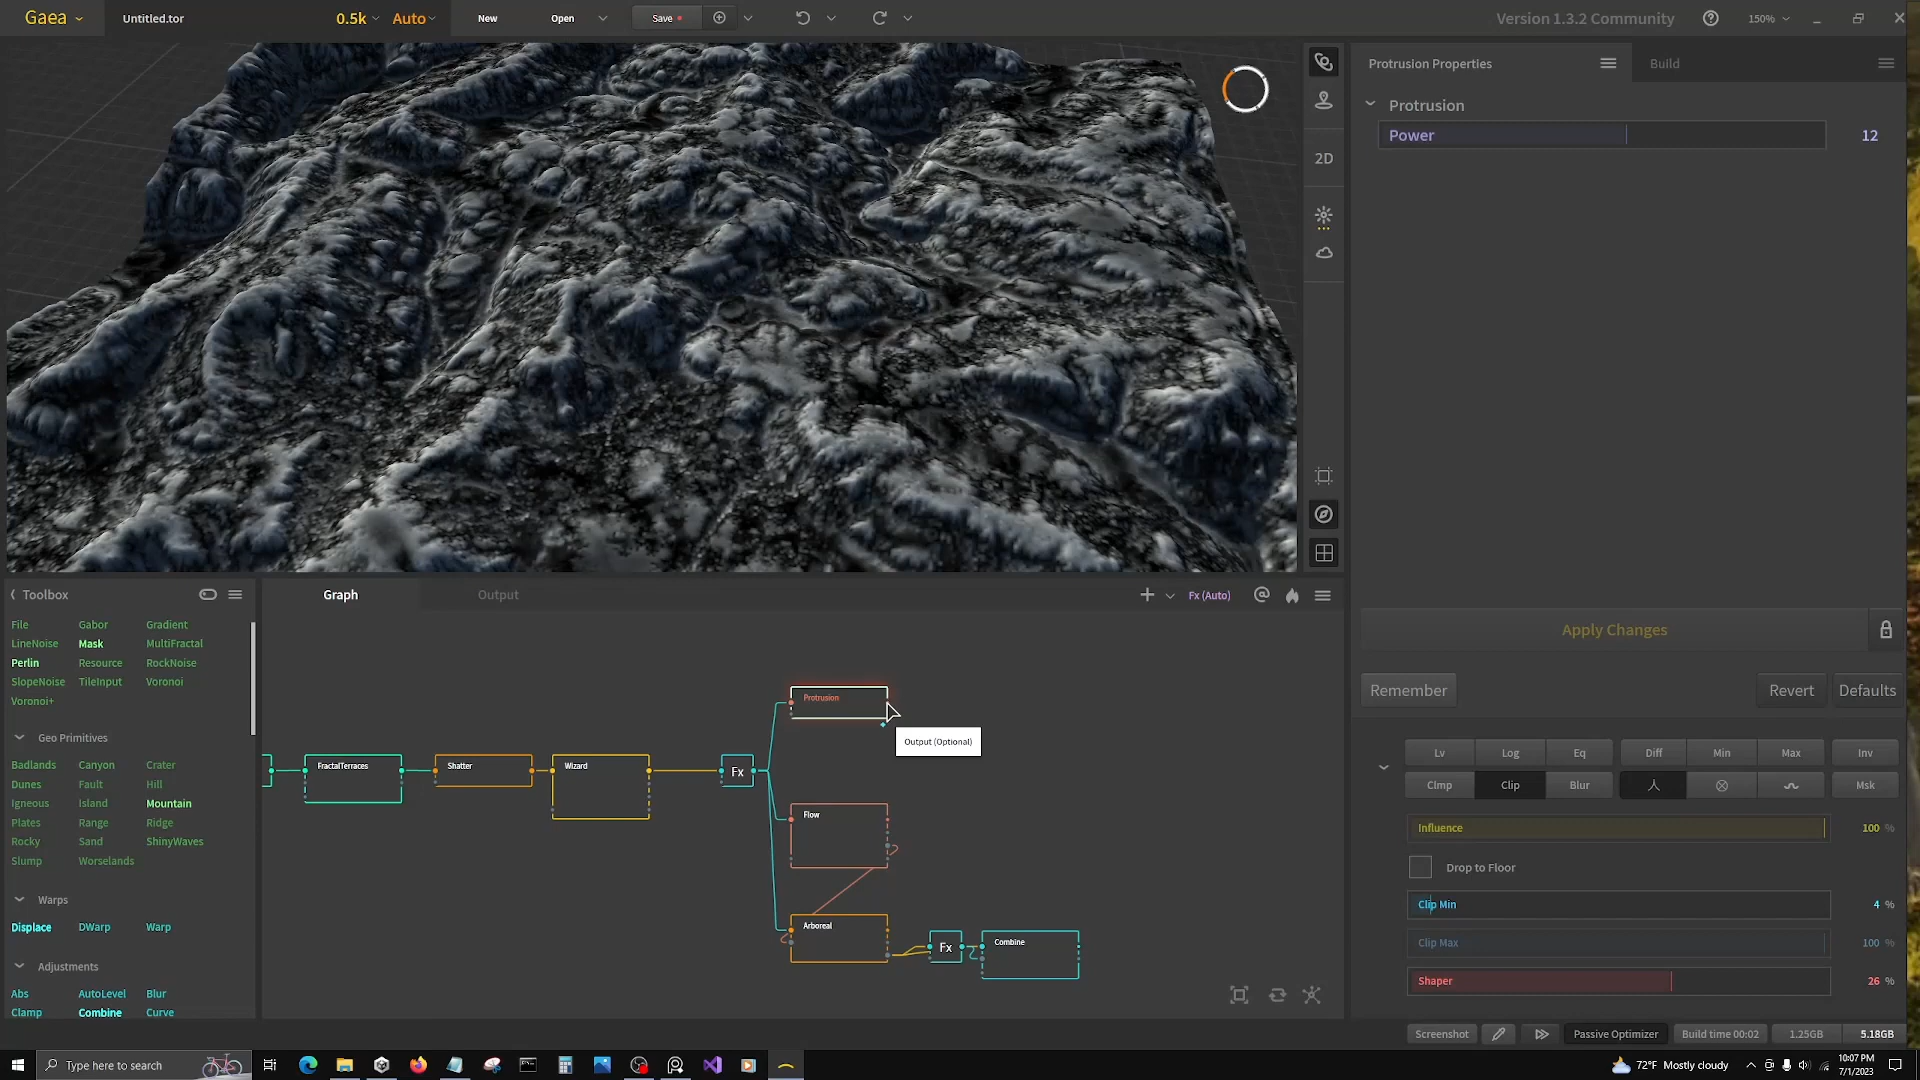 Gaea
Untitled.tor
0.5k
Auto
New
Open
Save
Version 1.3.2 Community
150%
Protrusion Properties
Build
Protrusion
Power
12
2D
Apply Changes
Remember
Revert
Defaults
Lv
Log
Eq
Diff
Min
Max
Inv
Clmp
Clip
Blur
Msk
Influence
100 %
Drop to Floor
Clip Min
4 %
Clip Max
100 %
Shaper
26 %
Toolbox
File
Gabor
Gradient
LineNoise
Mask
MultiFractal
Perlin
Resource
RockNoise
SlopeNoise
TileInput
Voronoi
Voronoi+
Geo Primitives
Badlands
Canyon
Crater
Dunes
Fault
Hill
Igneous
Island
Mountain
Plates
Range
Ridge
Rocky
Sand
ShinyWaves
Slump
Worselands
Warps
Displace
DWarp
Warp
Adjustments
Abs
AutoLevel
Blur
Clamp
Combine
Curve
Graph
Output
Fx (Auto)
Protrusion
Output (Optional)
FractalTerraces
Shatter
Wizard
Fx
Flow
Arboreal
Fx
Combine
Screenshot
Passive Optimizer
Build time 00:02
1.25GB
5.18GB
Type here to search
72°F Mostly cloudy
10:07 PM
7/1/2023